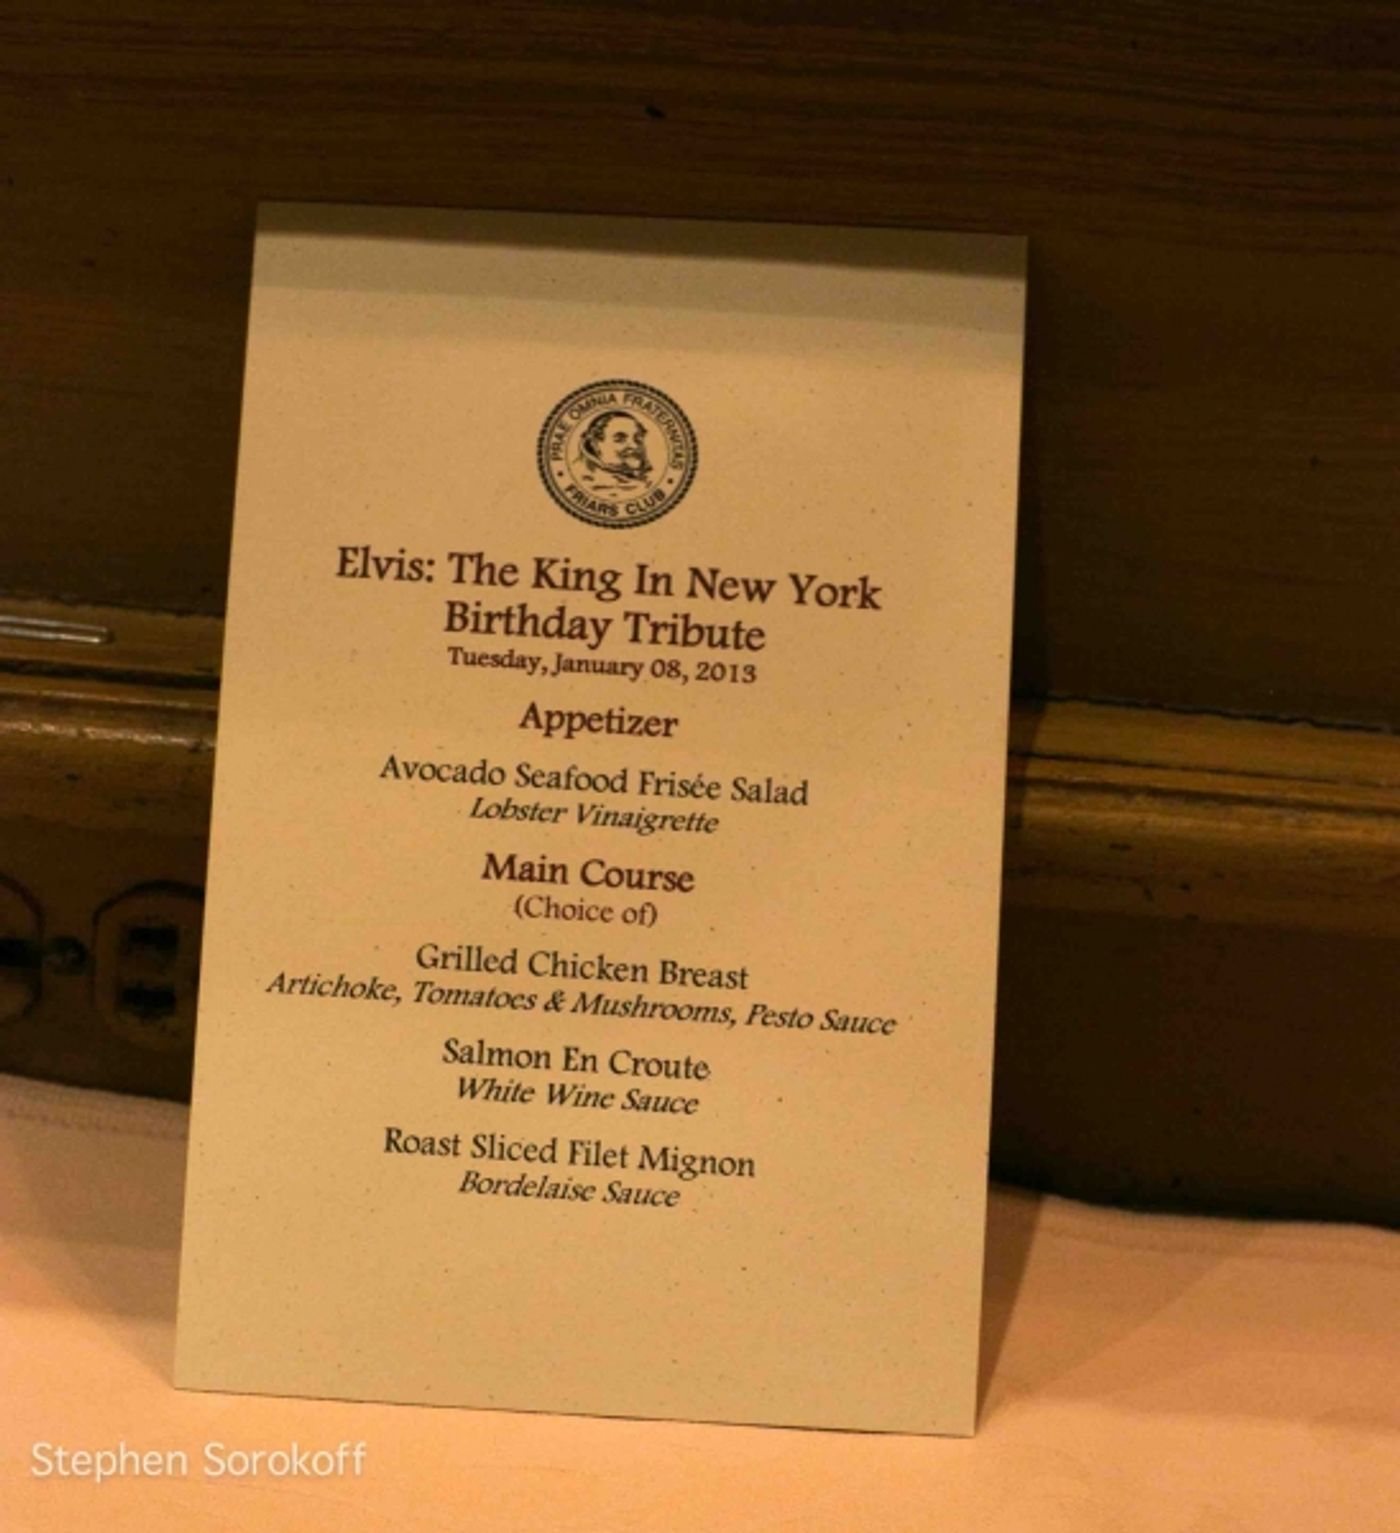 PRAE OMNIA FRATERNITAS
FRIARS CLUB
Elvis: The King In New York
Birthday Tribute
Tuesday, January 08, 2013
Appetizer
Avocado Seafood Frisée Salad
Lobster Vinaigrette
Main Course
(Choice of)
Grilled Chicken Breast
Artichoke, Tomatoes & Mushrooms, Pesto Sauce
Salmon En Croute
White Wine Sauce
Roast Sliced Filet Mignon
Bordelaise Sauce
Stephen Sorokoff